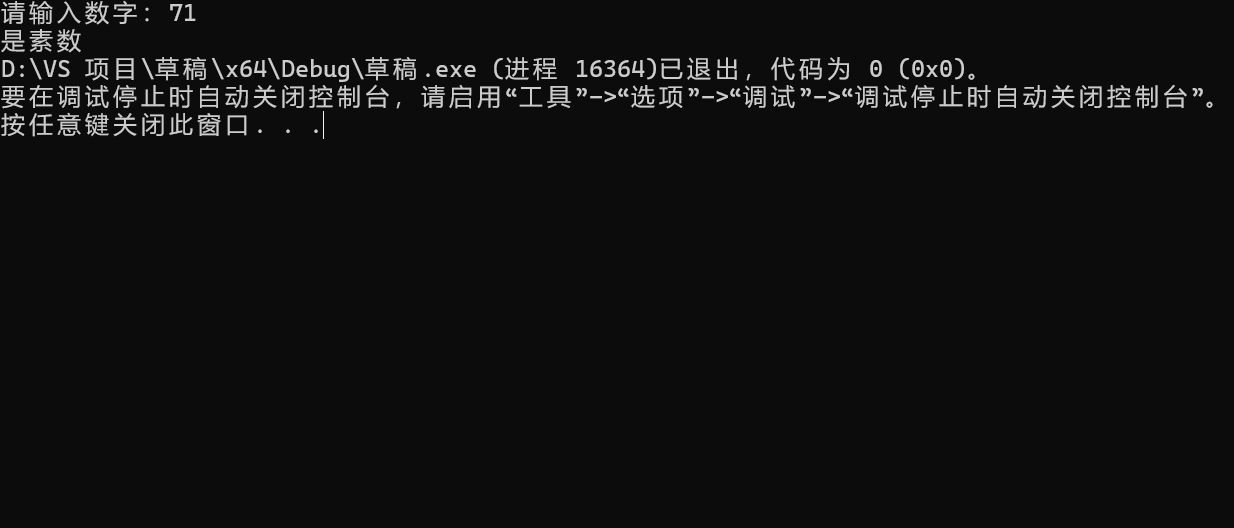 请输入数字：71
是素数
D:\VS 项目\草稿\x64\Debug\草稿.exe (进程 16364)已退出，代码为 0 (0x0)。
要在调试停止时自动关闭控制台，请启用“工具”->“选项”->“调试”->“调试停止时自动关闭控制台”。
按任意键关闭此窗口. . .